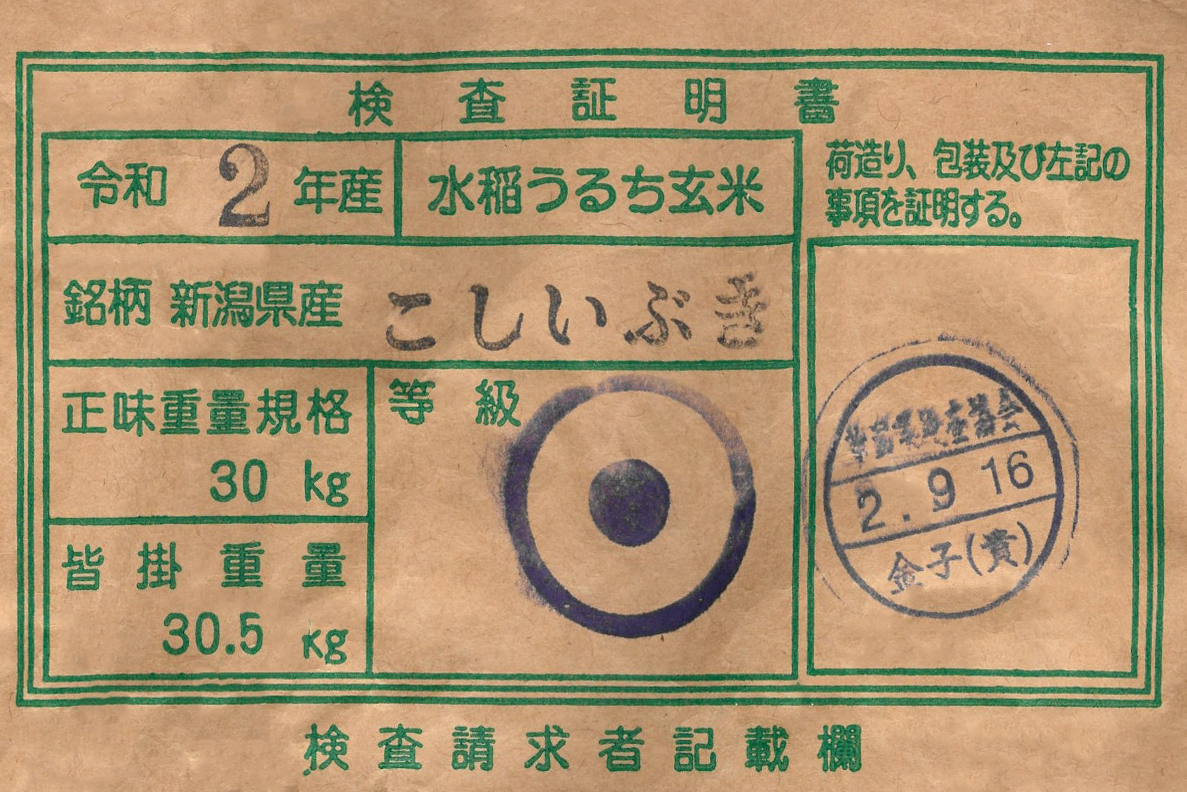 検査証明書
令和 2 年産
水稲うるち玄米
荷造り、包装及び左記の
事項を証明する。
銘柄 新潟県産 こしいぶき
正味重量規格
30 kg
等級
皆掛重量
30.5 kg
2.9 16
金子(貴)
検査請求者記載欄